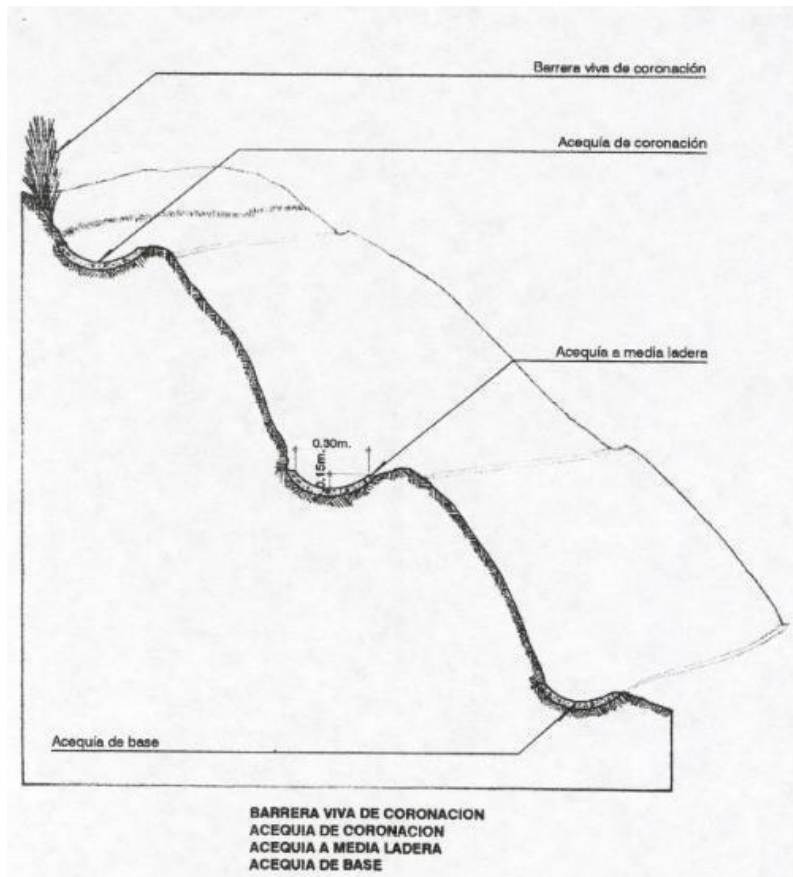 Barrera viva de coronación
Acequia de coronación
Acequia a media ladera
0.30m.
0.15m.
Acequia de base
BARRERA VIVA DE CORONACION
ACEQUIA DE CORONACION
ACEQUIA A MEDIA LADERA
ACEQUIA DE BASE